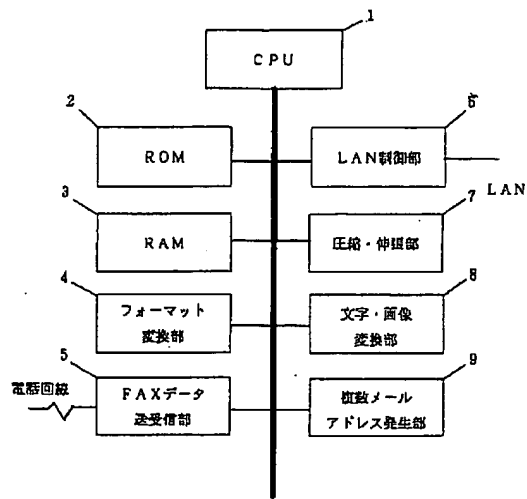 1
CPU
2
ROM
6
LAN制御部
LAN
3
RAM
7
圧縮・伸張部
4
フォーマット
変換部
8
文字・画像
変換部
5
電話回線
FAXデータ
送受信部
9
複数メール
アドレス発生部